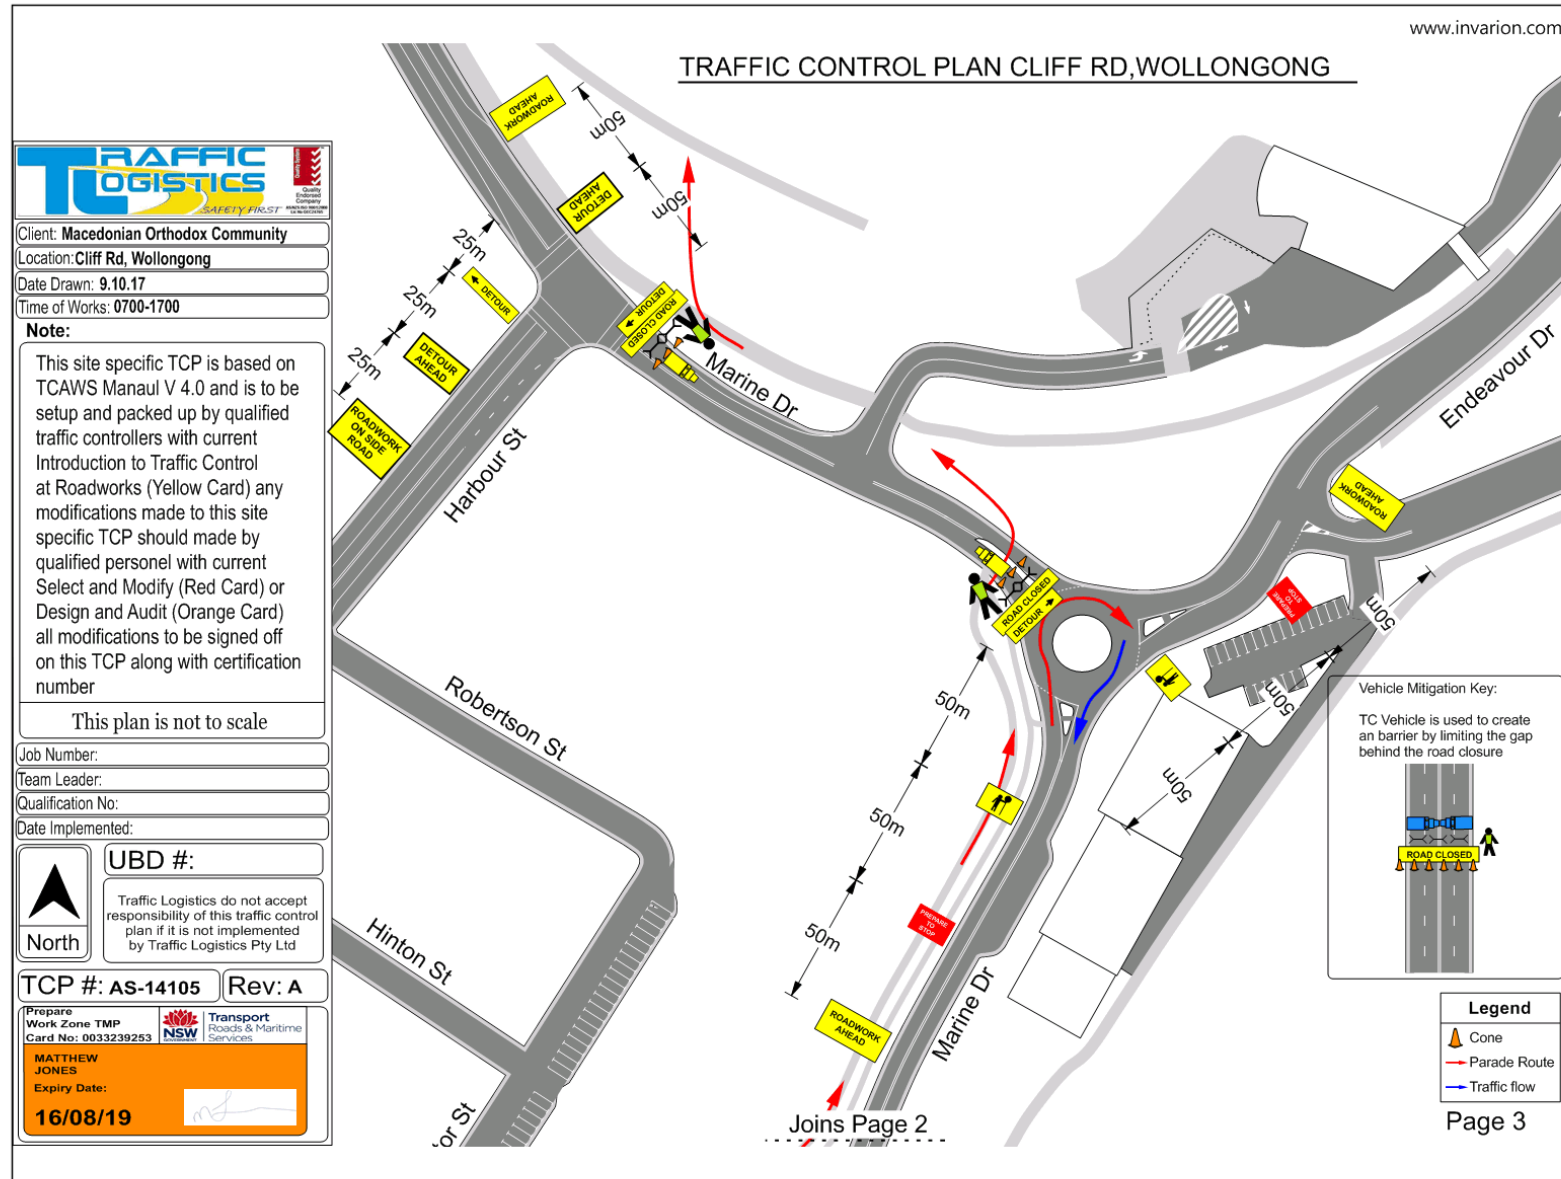 www.invarion.com
TRAFFIC CONTROL PLAN CLIFF RD,WOLLONGONG
TRAFFIC
LOGISTICS
SAFETY FIRST
Quality
Endorsed
Company
Client: Macedonian Orthodox Community
Location:Cliff Rd, Wollongong
Date Drawn: 9.10.17
Time of Works: 0700-1700
Note:
This site specific TCP is based on
TCAWS Manaul V 4.0 and is to be
setup and packed up by qualified
traffic controllers with current
Introduction to Traffic Control
at Roadworks (Yellow Card) any
modifications made to this site
specific TCP should made by
qualified personel with current
Select and Modify (Red Card) or
Design and Audit (Orange Card)
all modifications to be signed off
on this TCP along with certification
number
This plan is not to scale
Job Number:
Team Leader:
Qualification No:
Date Implemented:
North
UBD #:
Traffic Logistics do not accept
responsibility of this traffic control
plan if it is not implemented
by Traffic Logistics Pty Ltd
TCP #: AS-14105
Rev: A
Prepare
Work Zone TMP
Card No: 0033239253
NSW
GOVERNMENT
Transport
Roads & Maritime
Services
MATTHEW
JONES
Expiry Date:
16/08/19
ROADWORK
AHEAD
50m
DETOUR
AHEAD
50m
25m
DETOUR
25m
DETOUR
AHEAD
25m
ROADWORK
ON SIDE
ROAD
DETOUR
ROAD CLOSED
Marine Dr
Harbour St
Endeavour Dr
ROADWORK
AHEAD
PREPARE
TO
STOP
50m
50m
50m
ROAD CLOSED
DETOUR
50m
50m
50m
PREPARE
TO
STOP
ROADWORK
AHEAD
Marine Dr
Robertson St
Hinton St
tor St
Joins Page 2
Vehicle Mitigation Key:
TC Vehicle is used to create
an barrier by limiting the gap
behind the road closure
ROAD CLOSED
Legend
Cone
Parade Route
Traffic flow
Page 3